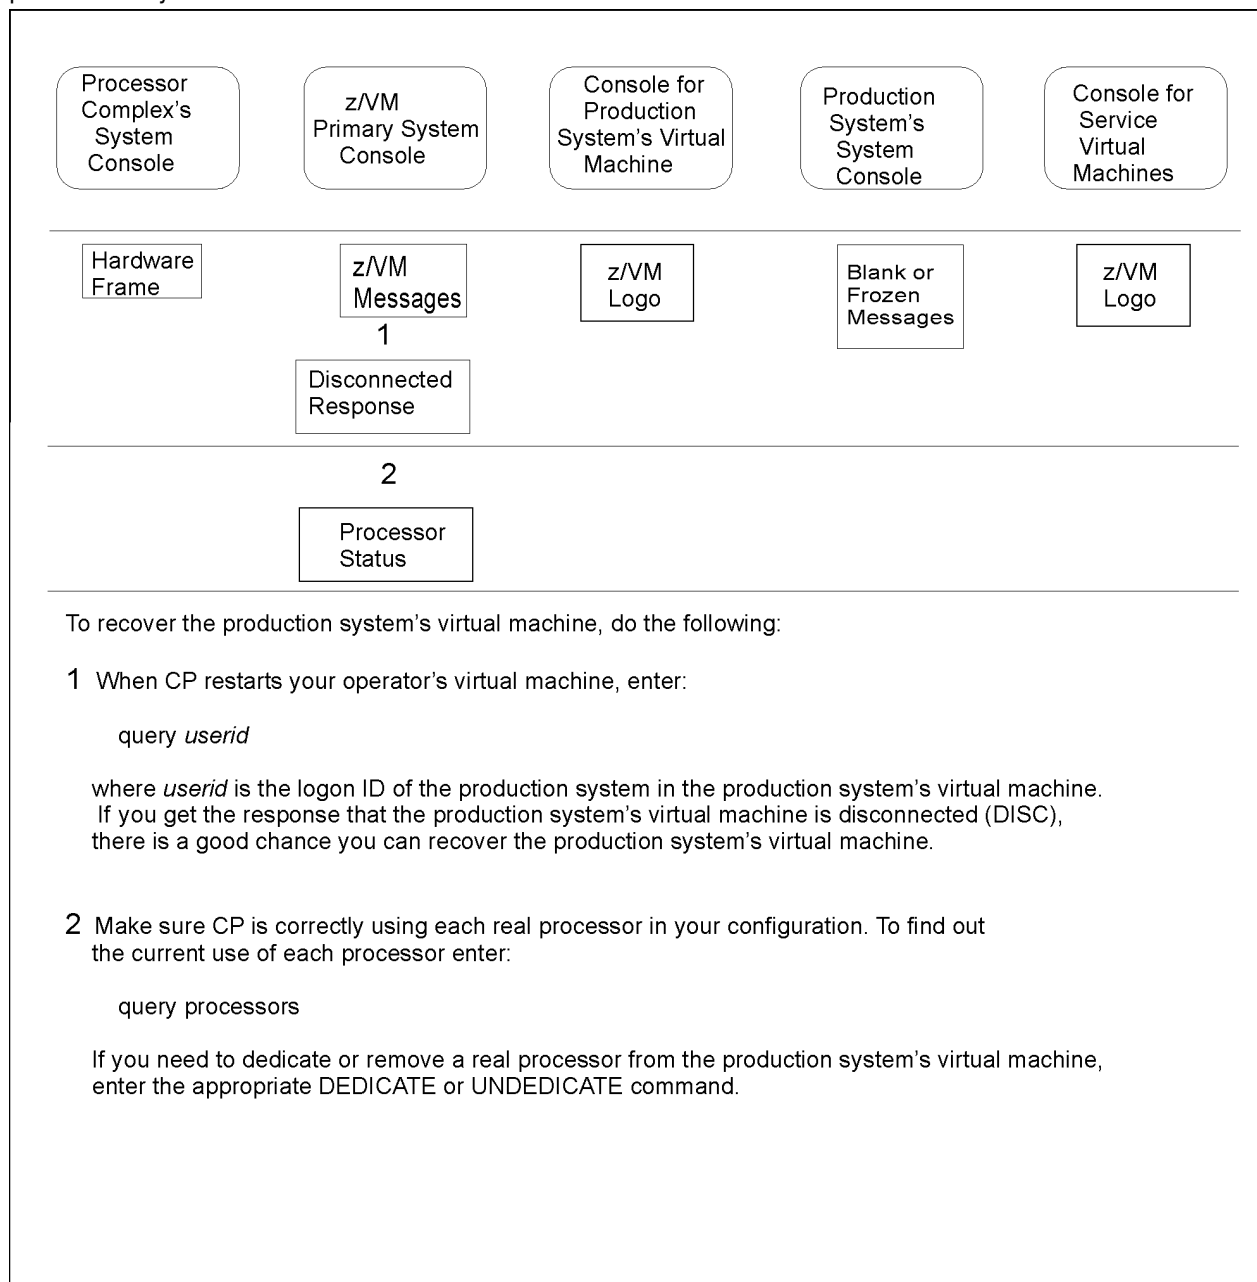 Processor
Complex's
System
Console
z/VM
Primary System
Console
Console for
Production
System's Virtual
Machine
Production
System's
System
Console
Console for
Service
Virtual
Machines
Hardware
Frame
z/VM
Messages
z/VM
Logo
Blank or
Frozen
Messages
z/VM
Logo
1
Disconnected
Response
2
Processor
Status
To recover the production system's virtual machine, do the following:
1 When CP restarts your operator's virtual machine, enter:
query userid
where userid is the logon ID of the production system in the production system's virtual machine.
If you get the response that the production system's virtual machine is disconnected (DISC),
there is a good chance you can recover the production system's virtual machine.
2 Make sure CP is correctly using each real processor in your configuration. To find out
the current use of each processor enter:
query processors
If you need to dedicate or remove a real processor from the production system's virtual machine,
enter the appropriate DEDICATE or UNDEDICATE command.